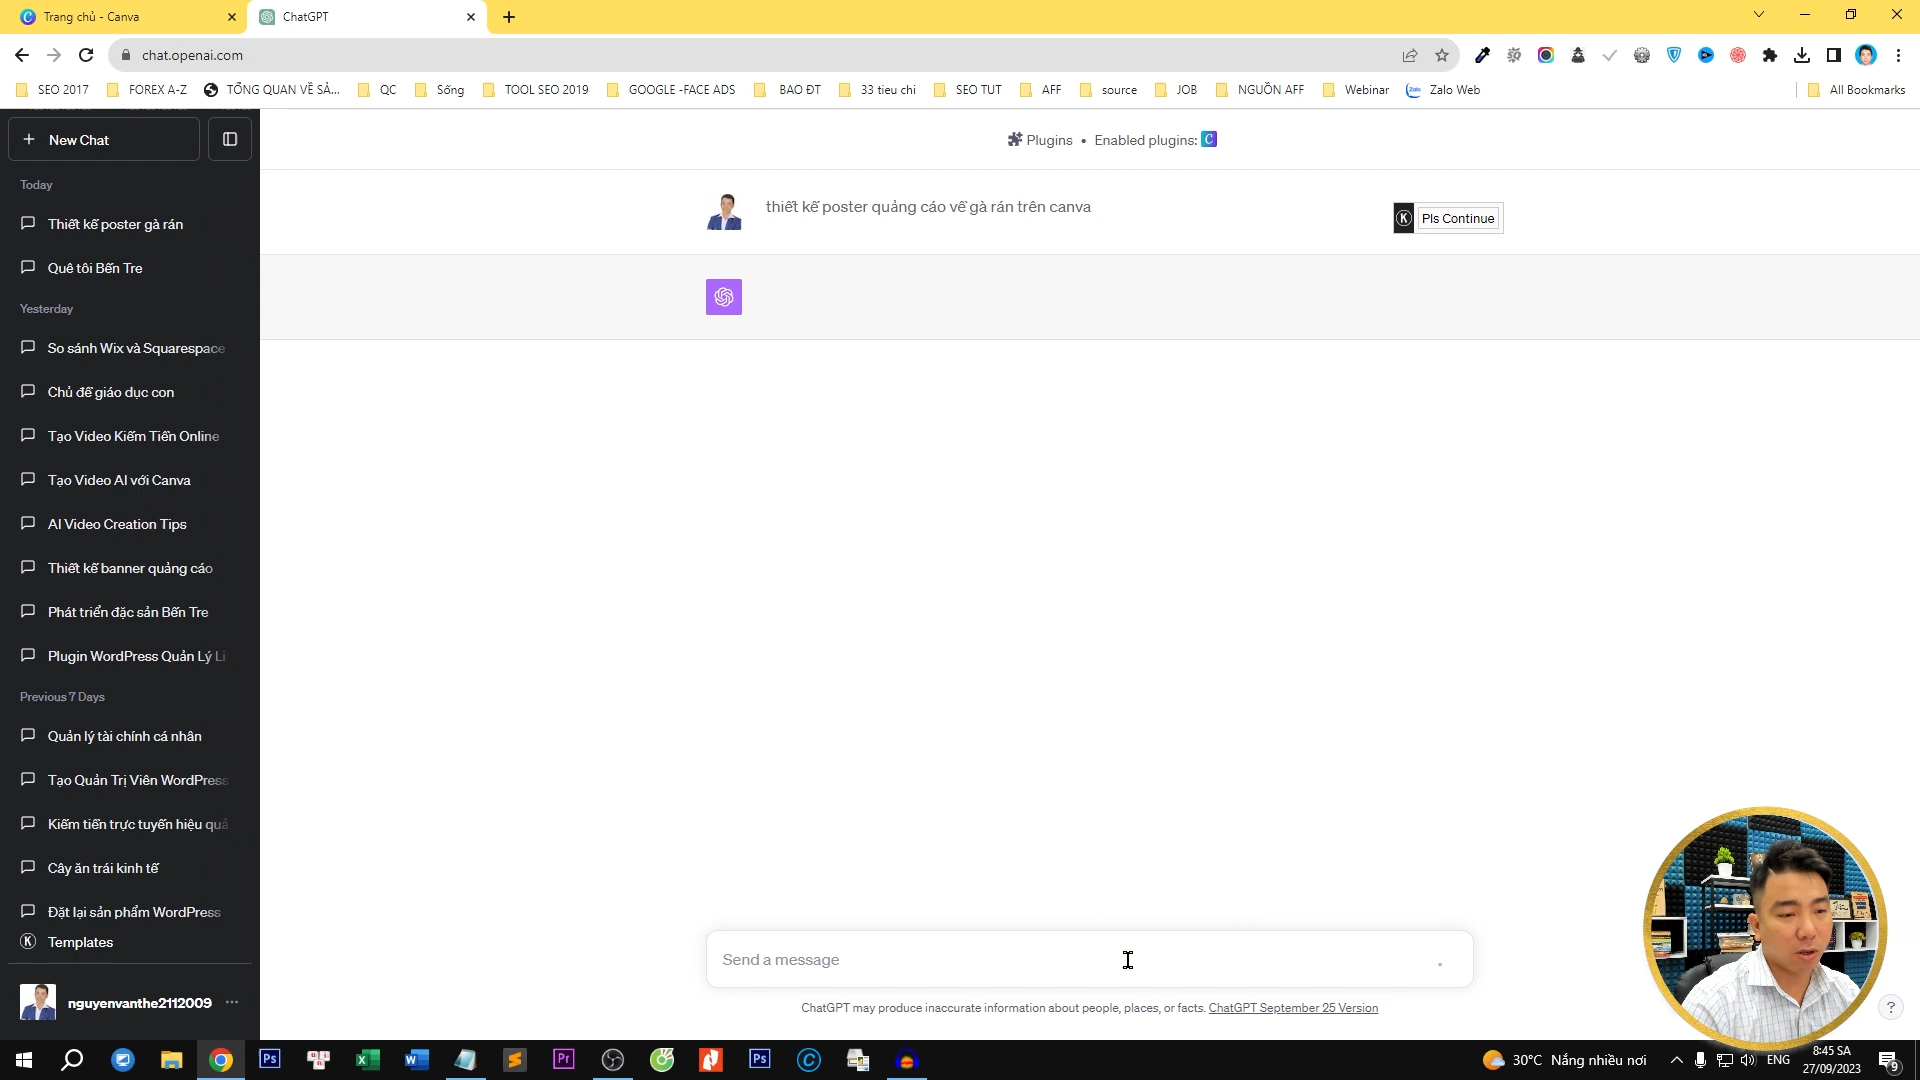 Trang chủ - Canva
ChatGPT
chat.openai.com
SEO 2017
FOREX A-Z
TỔNG QUAN VỀ SẢ...
QC
Sống
TOOL SEO 2019
GOOGLE -FACE ADS
BAO ĐT
33 tieu chi
SEO TUT
AFF
source
JOB
NGUỒN AFF
Webinar
Zalo Web
All Bookmarks
New Chat
Plugins • Enabled plugins:
Today
Thiết kế poster gà rán
Quê tôi Bến Tre
Yesterday
So sánh Wix và Squarespace
Chủ đề giáo dục con
Tạo Video Kiếm Tiền Online
Tạo Video AI với Canva
AI Video Creation Tips
Thiết kế banner quảng cáo
Phát triển đặc sản Bến Tre
Plugin WordPress Quản Lý Li
Previous 7 Days
Quản lý tài chính cá nhân
Tạo Quản Trị Viên WordPress
Kiếm tiền trực tuyến hiệu quả
Cây ăn trái kinh tế
Đặt lại sản phẩm WordPress
Templates
nguyenvanthe2112009
thiết kế poster quảng cáo về gà rán trên canva
Pls Continue
Send a message
ChatGPT may produce inaccurate information about people, places, or facts. ChatGPT September 25 Version
30°C Nắng nhiều nơi
ENG
8:45 SA
27/09/2023
9